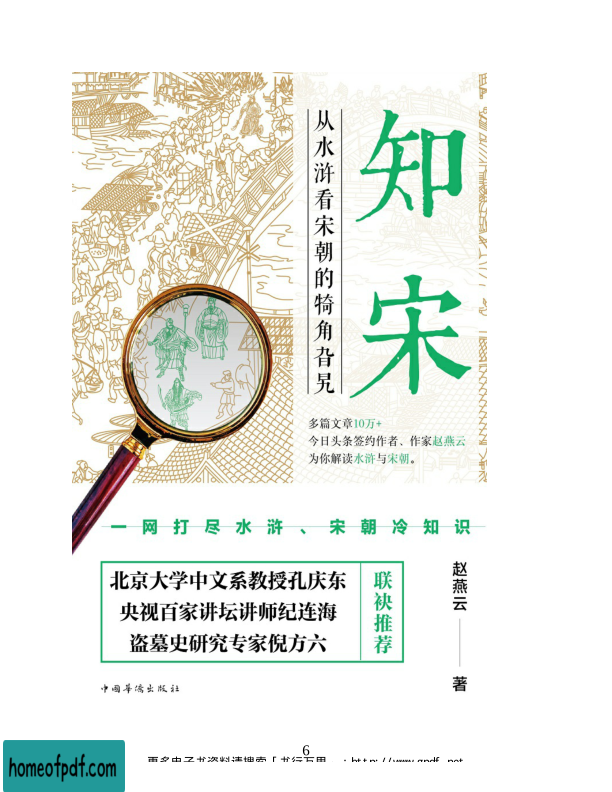 知宋
从水浒看宋朝的犄角旮旯
多篇文章10万+
今日头条签约作者、作家赵燕云
为你解读水浒与宋朝。
一网打尽水浒、宋朝冷知识
北京大学中文系教授孔庆东
央视百家讲坛讲师纪连海
盗墓史研究专家倪方六
联袂推荐
赵燕云 著
中国华侨出版社
6
homeofpdf.com